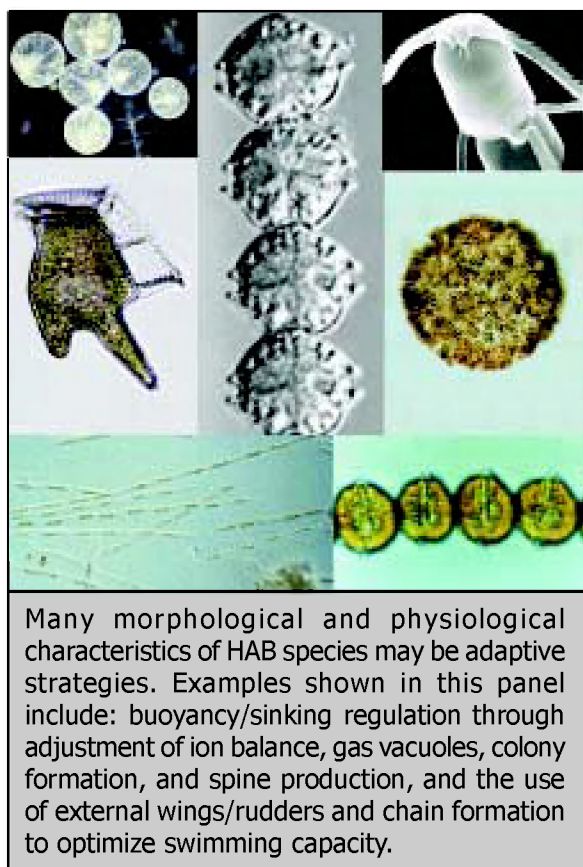 Many morphological and physiological
characteristics of HAB species may be adaptive
strategies. Examples shown in this panel
include: buoyancy/sinking regulation through
adjustment of ion balance, gas vacuoles, colony
formation, and spine production, and the use
of external wings/rudders and chain formation
to optimize swimming capacity.